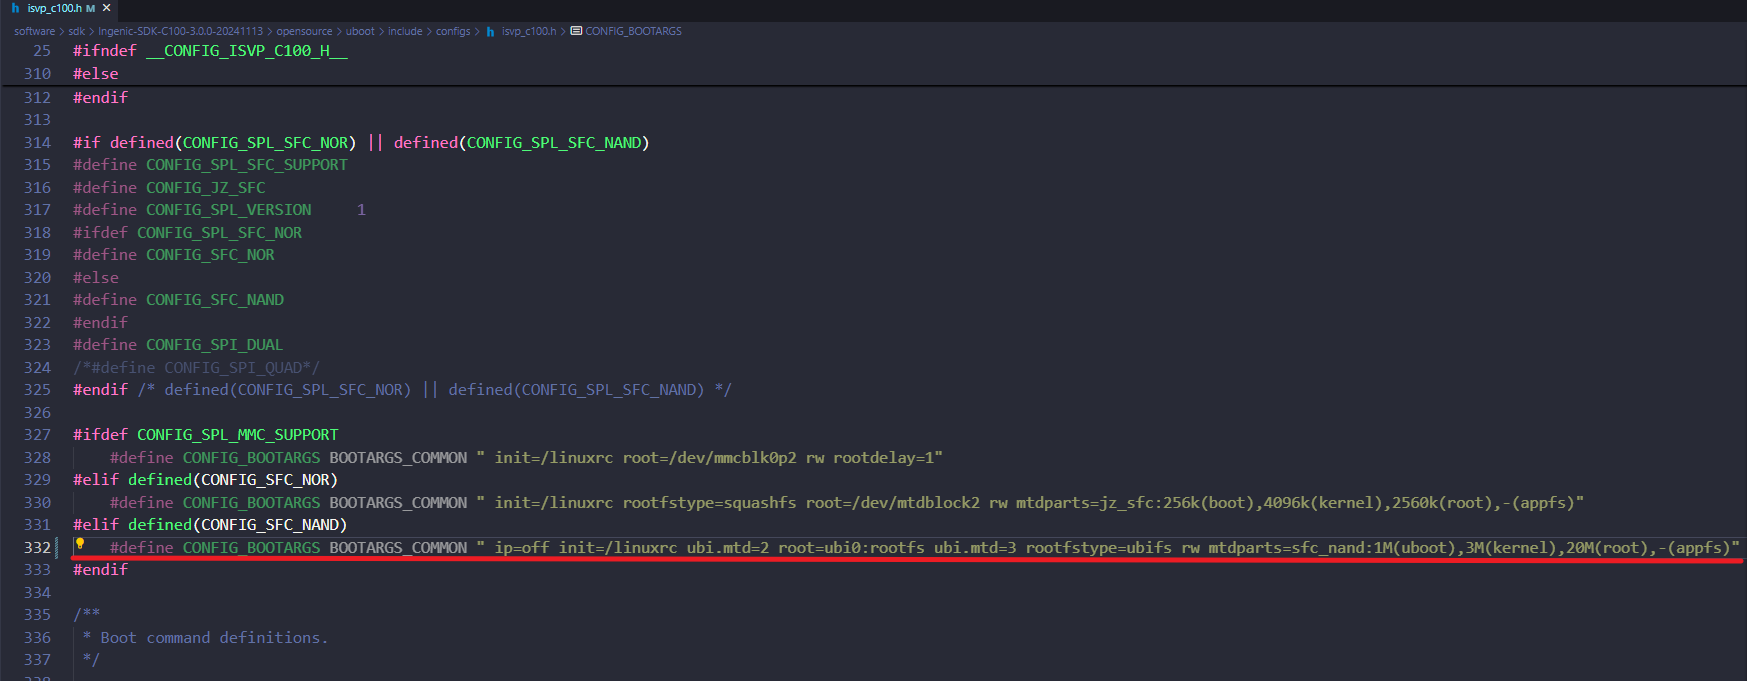 isvp_c100.h M ×
software > sdk > Ingenic-SDK-C100-3.0.0-20241113 > opensource > uboot > include > configs > h isvp_c100.h > CONFIG_BOOTARGS
25 #ifndef __CONFIG_ISVP_C100_H__
310 #else
312 #endif
313
314 #if defined(CONFIG_SPL_SFC_NOR) || defined(CONFIG_SPL_SFC_NAND)
315 #define CONFIG_SPL_SFC_SUPPORT
316 #define CONFIG_JZ_SFC
317 #define CONFIG_SPL_VERSION     1
318 #ifdef CONFIG_SPL_SFC_NOR
319 #define CONFIG_SFC_NOR
320 #else
321 #define CONFIG_SFC_NAND
322 #endif
323 #define CONFIG_SPI_DUAL
324 /*#define CONFIG_SPI_QUAD*/
325 #endif /* defined(CONFIG_SPL_SFC_NOR) || defined(CONFIG_SPL_SFC_NAND) */
326
327 #ifdef CONFIG_SPL_MMC_SUPPORT
328     #define CONFIG_BOOTARGS BOOTARGS_COMMON " init=/linuxrc root=/dev/mmcblk0p2 rw rootdelay=1"
329 #elif defined(CONFIG_SFC_NOR)
330     #define CONFIG_BOOTARGS BOOTARGS_COMMON " init=/linuxrc rootfstype=squashfs root=/dev/mtdblock2 rw mtdparts=jz_sfc:256k(boot),4096k(kernel),2560k(root),-(appfs)"
331 #elif defined(CONFIG_SFC_NAND)
332     #define CONFIG_BOOTARGS BOOTARGS_COMMON " ip=off init=/linuxrc ubi.mtd=2 root=ubi0:rootfs ubi.mtd=3 rootfstype=ubifs rw mtdparts=sfc_nand:1M(uboot),3M(kernel),20M(root),-(appfs)"
333 #endif
334
335 /**
336  * Boot command definitions.
337  */
338